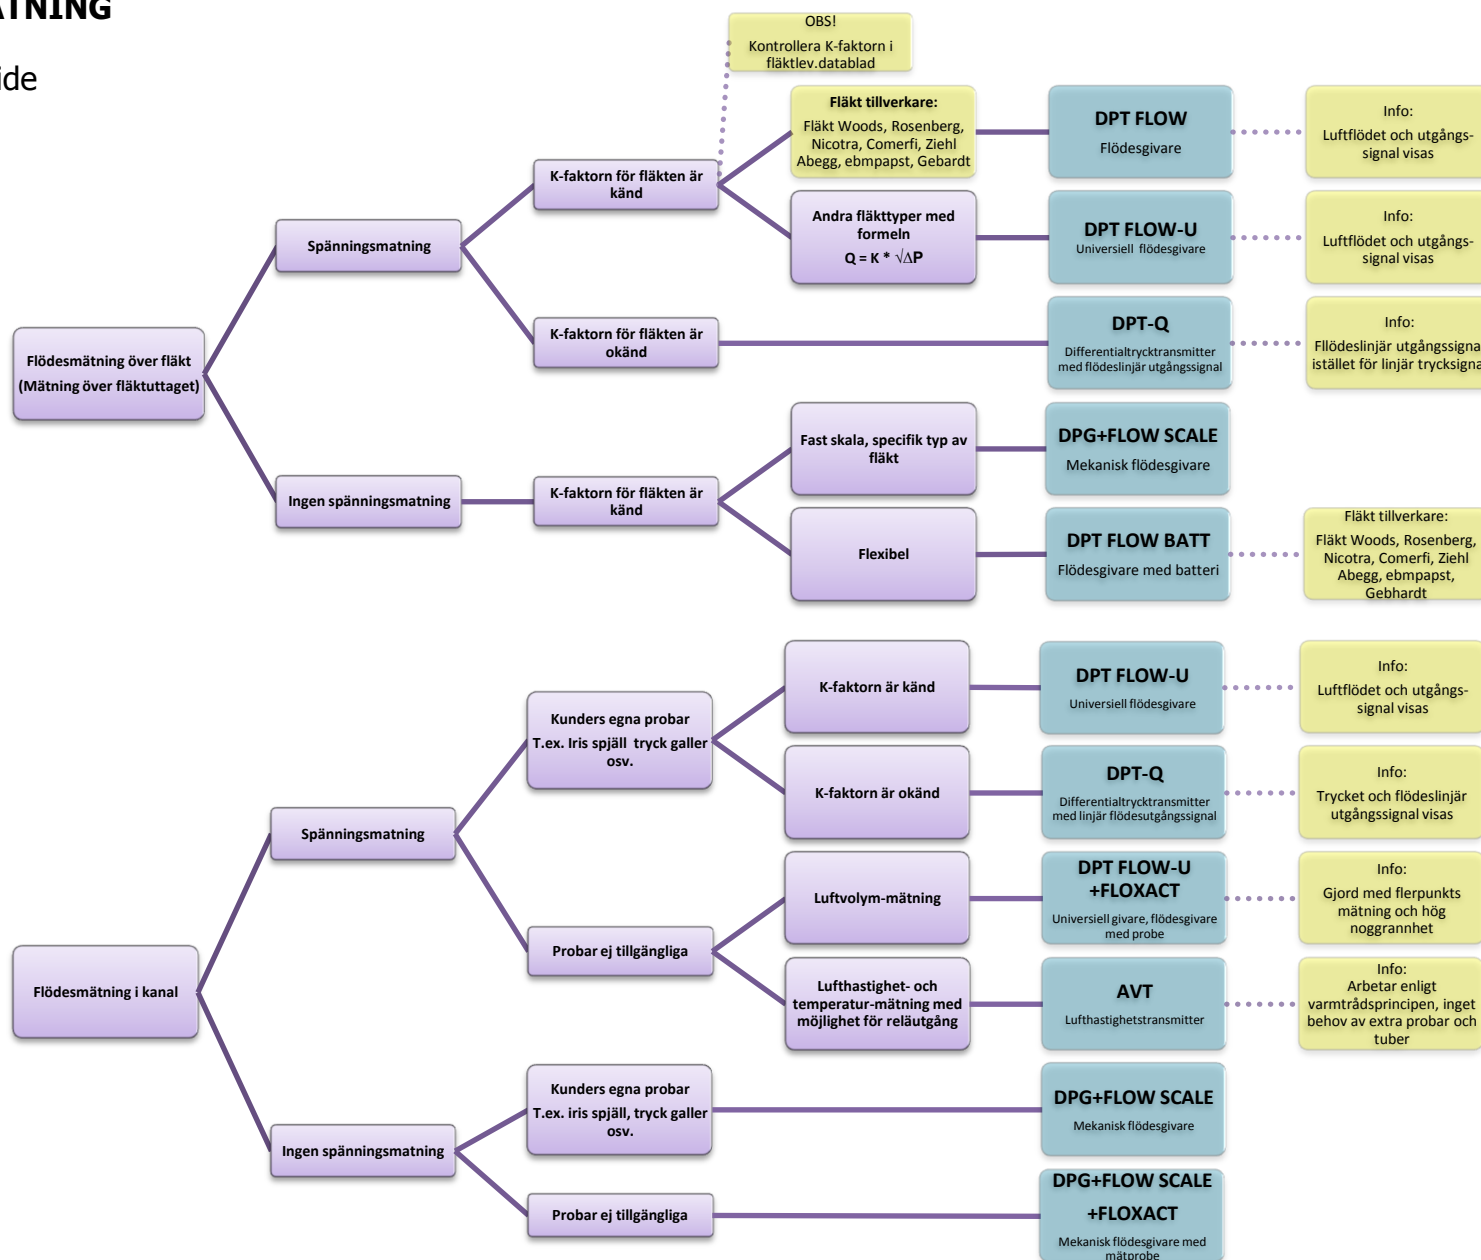 ÄTNING
ide
OBS!
Kontrollera K-faktorn i
fläktlev.datablad
Fläkt tillverkare:
Fläkt Woods, Rosenberg,
Nicotra, Comerfi, Ziehl
Abegg, ebmpapst, Gebardt
DPT FLOW
Flödesgivare
Info:
Luftflödet och utgångs-
signal visas
K-faktorn för fläkten är
känd
Andra fläkttyper med
formeln
Q = K * √∆P
DPT FLOW-U
Universiell flödesgivare
Info:
Luftflödet och utgångs-
signal visas
Spänningsmatning
K-faktorn för fläkten är
okänd
DPT-Q
Differentialtrycktransmitter
med flödeslinjär utgångssignal
Info:
Fllödeslinjär utgångssigna
istället för linjär trycksigna
Flödesmätning över fläkt
(Mätning över fläktuttaget)
Fast skala, specifik typ av
fläkt
DPG+FLOW SCALE
Mekanisk flödesgivare
Ingen spänningsmatning
K-faktorn för fläkten är
känd
Flexibel
DPT FLOW BATT
Flödesgivare med batteri
Fläkt tillverkare:
Fläkt Woods, Rosenberg,
Nicotra, Comerfi, Ziehl
Abegg, ebmpapst,
Gebhardt
K-faktorn är känd
DPT FLOW-U
Universiell flödesgivare
Info:
Luftflödet och utgångs-
signal visas
Kunders egna probar
T.ex. Iris spjäll tryck galler
osv.
K-faktorn är okänd
DPT-Q
Differentialtrycktransmitter
med linjär flödesutgångssignal
Info:
Trycket och flödeslinjär
utgångssignal visas
Spänningsmatning
Luftvolym-mätning
DPT FLOW-U
+FLOXACT
Universiell givare, flödesgivare
med probe
Info:
Gjord med flerpunkts
mätning och hög
noggrannhet
Probar ej tillgängliga
Lufthastighet- och
temperatur-mätning med
möjlighet för reläutgång
AVT
Lufthastighetstransmitter
Info:
Arbetar enligt
varmtrådsprincipen, inget
behov av extra probar och
tuber
Flödesmätning i kanal
Kunders egna probar
T.ex. iris spjäll, tryck galler
osv.
DPG+FLOW SCALE
Mekanisk flödesgivare
Ingen spänningsmatning
Probar ej tillgängliga
DPG+FLOW SCALE
+FLOXACT
Mekanisk flödesgivare med
mätprobe